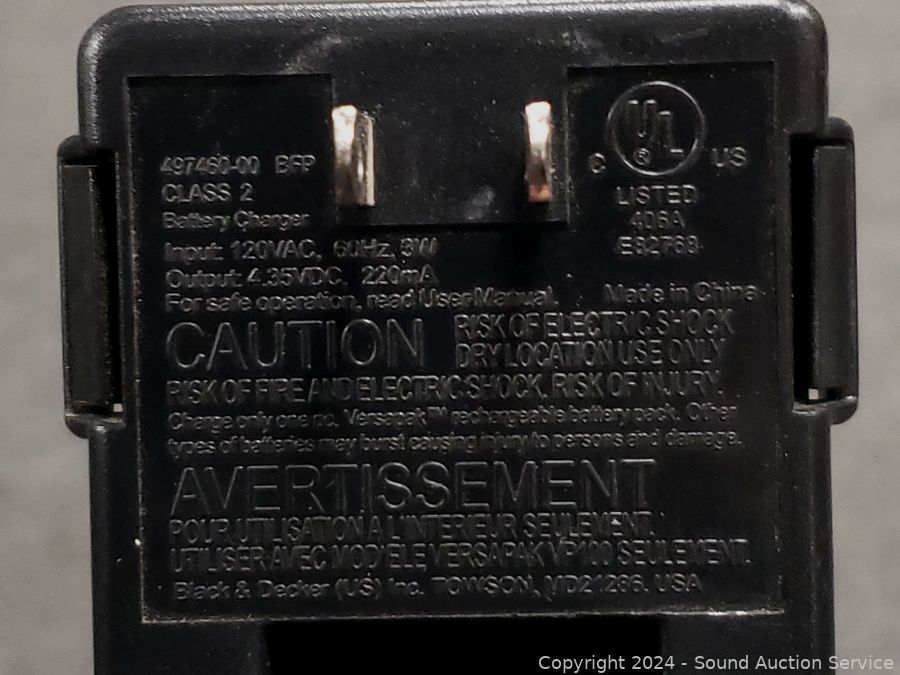 497460-00 BFP
CLASS 2
Battery Charger
Input: 120VAC, 60Hz, 9W
Output: 4.35VDC, 220mA
For safe operation, read User Manual.
UL
®
C US
LISTED
406A
E82768
Made in China
CAUTION
RISK OF ELECTRIC SHOCK
DRY LOCATION USE ONLY
RISK OF FIRE AND ELECTRIC SHOCK. RISK OF INJURY.
Charge only one pc. Versapak™ rechargeable battery pack. Other
types of batteries may burst causing injury to persons and damage.
AVERTISSEMENT
POUR UTILISATION A L'INTERIEUR SEULEMENT.
UTILISER AVEC MODÈLE VERSAPAK VP100 SEULEMENT.
Black & Decker (US) Inc. TOWSON, MD21286. USA
Copyright 2024 - Sound Auction Service